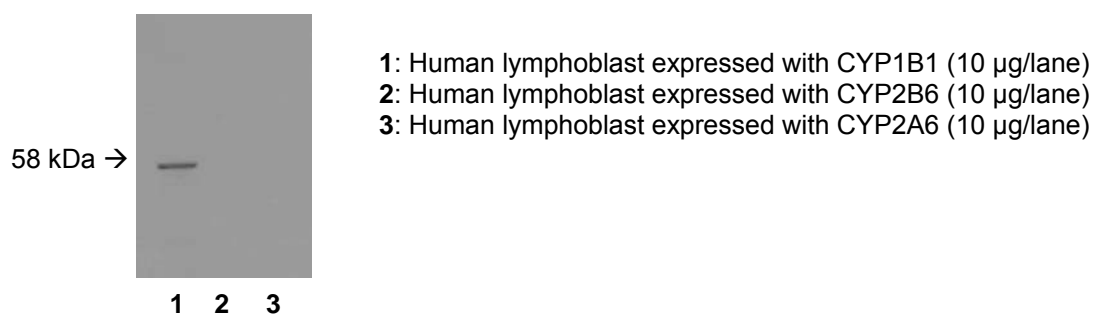 1: Human lymphoblast expressed with CYP1B1 (10 µg/lane)
2: Human lymphoblast expressed with CYP2B6 (10 µg/lane)
3: Human lymphoblast expressed with CYP2A6 (10 µg/lane)
58 kDa →
1 2 3